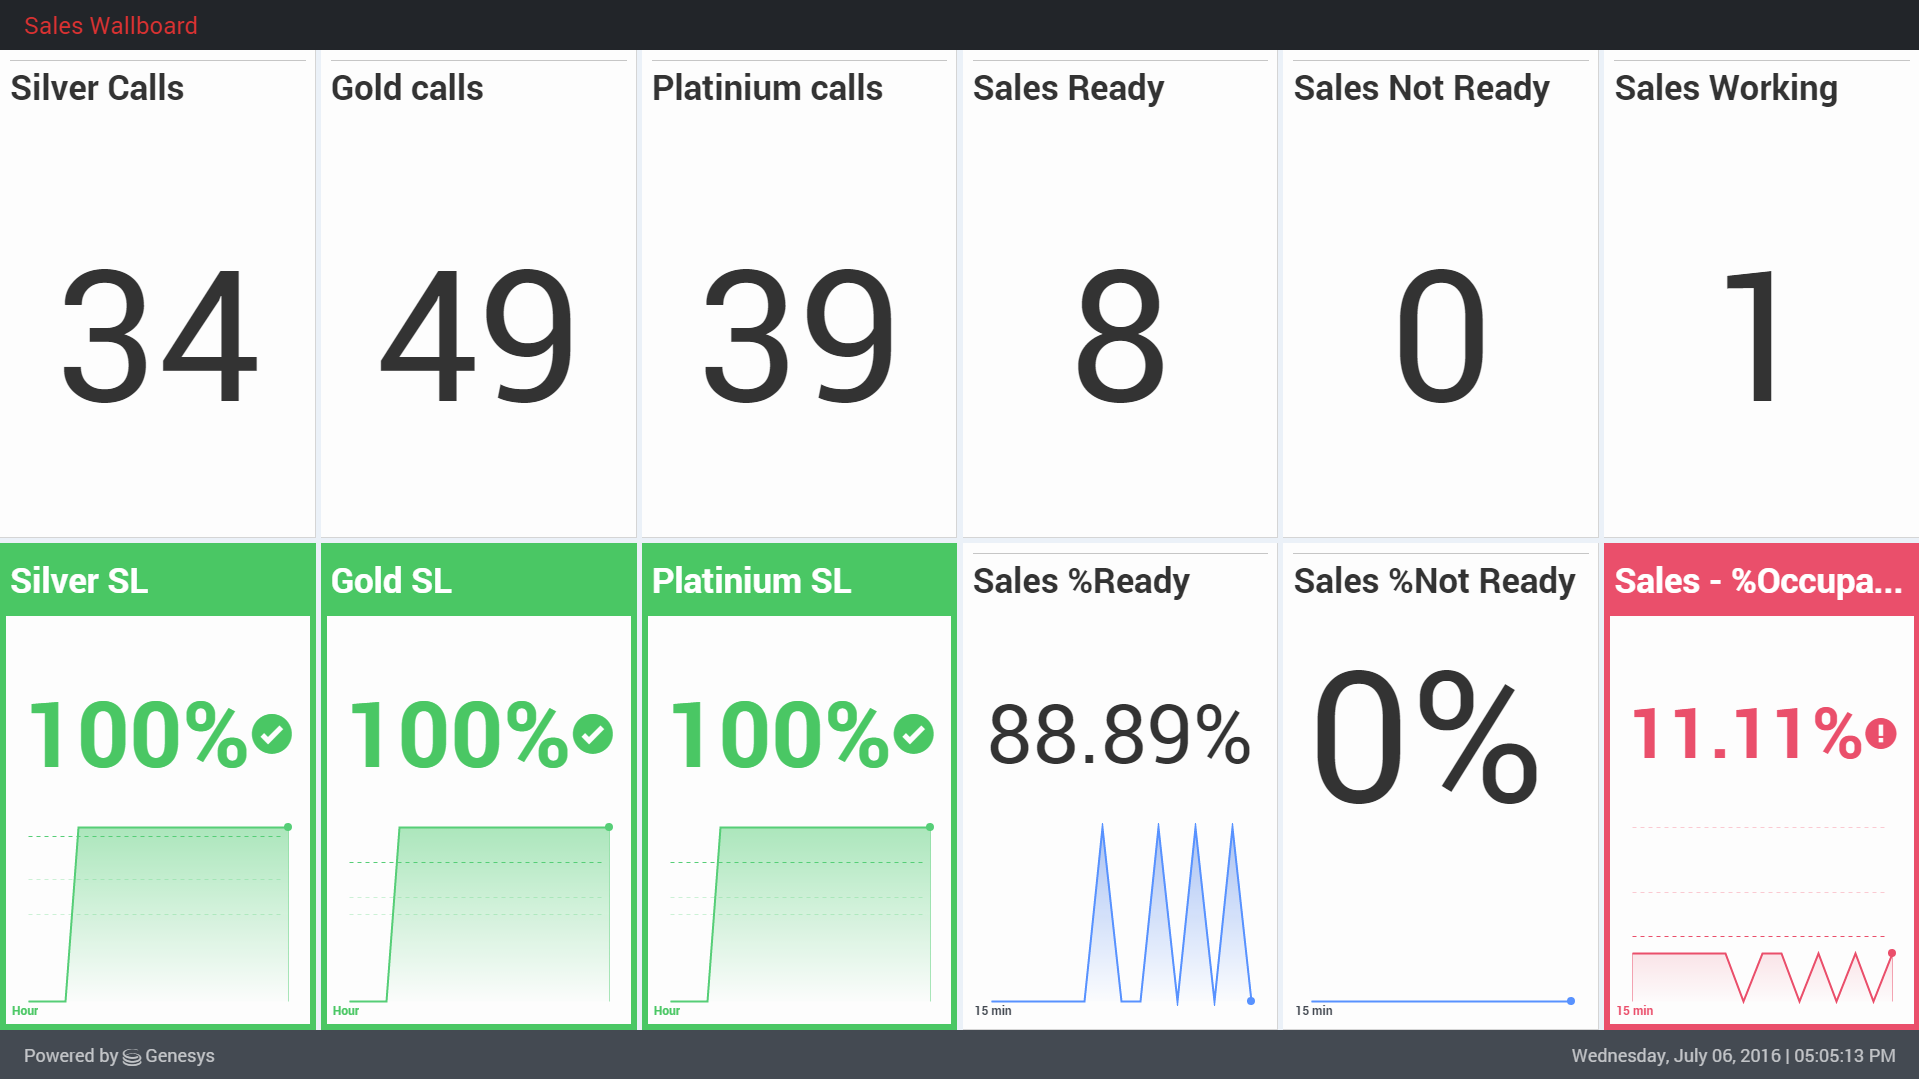 Sales Wallboard
Silver Calls
34
Gold calls
49
Platinium calls
39
Sales Ready
8
Sales Not Ready
0
Sales Working
1
Silver SL
100%
Hour
Gold SL
100%
Hour
Platinium SL
100%
Hour
Sales %Ready
88.89%
15 min
Sales %Not Ready
0%
15 min
Sales - %Occupa...
11.11%
15 min
Powered by Genesys
Wednesday, July 06, 2016 | 05:05:13 PM